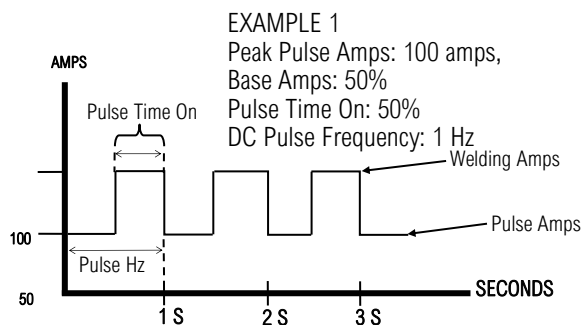 EXAMPLE 1
Peak Pulse Amps: 100 amps,
Base Amps: 50%
Pulse Time On: 50%
DC Pulse Frequency: 1 Hz
AMPS
Pulse Time On
Welding Amps
100
Pulse Amps
Pulse Hz
50
SECONDS
1 S
2 S
3 S